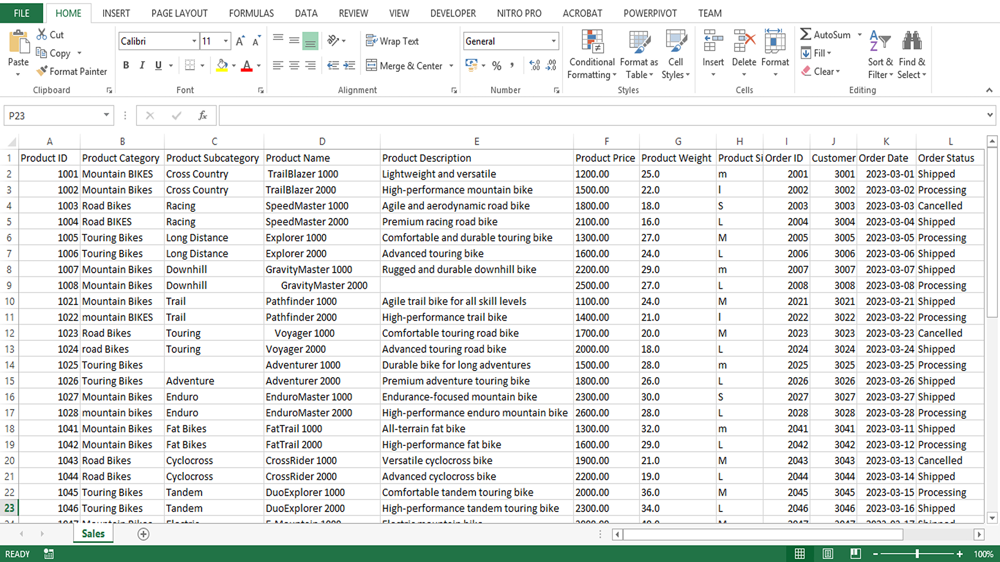 FILE HOME INSERT PAGE LAYOUT FORMULAS DATA REVIEW VIEW DEVELOPER NITRO PRO ACROBAT POWERPIVOT TEAM
Paste Cut Copy Format Painter Clipboard
Calibri 11 B I U A A A Font
Wrap Text Merge & Center Alignment
General % , Number
Conditional Formatting Format as Table Cell Styles Styles
Insert Delete Format Cells
AutoSum Fill Clear Sort & Filter Find & Select Editing
P23 fx
A B C D E F G H I J K L
1 Product ID Product Category Product Subcategory Product Name Product Description Product Price Product Weight Product Si Order ID Customer Order Date Order Status
2 1001 Mountain BIKES Cross Country TrailBlazer 1000 Lightweight and versatile 1200.00 25.0 m 2001 3001 2023-03-01 Shipped
3 1002 Mountain Bikes Cross Country TrailBlazer 2000 High-performance mountain bike 1500.00 22.0 l 2002 3002 2023-03-02 Processing
4 1003 Road Bikes Racing SpeedMaster 1000 Agile and aerodynamic road bike 1800.00 18.0 S 2003 3003 2023-03-03 Cancelled
5 1004 Road BIKES Racing SpeedMaster 2000 Premium racing road bike 2100.00 16.0 L 2004 3004 2023-03-04 Shipped
6 1005 Touring Bikes Long Distance Explorer 1000 Comfortable and durable touring bike 1300.00 27.0 M 2005 3005 2023-03-05 Processing
7 1006 Touring Bikes Long Distance Explorer 2000 Advanced touring bike 1600.00 24.0 L 2006 3006 2023-03-06 Shipped
8 1007 Mountain Bikes Downhill GravityMaster 1000 Rugged and durable downhill bike 2200.00 29.0 m 2007 3007 2023-03-07 Shipped
9 1008 Mountain Bikes Downhill GravityMaster 2000 2500.00 27.0 L 2008 3008 2023-03-08 Processing
10 1021 Mountain Bikes Trail Pathfinder 1000 Agile trail bike for all skill levels 1100.00 24.0 M 2021 3021 2023-03-21 Shipped
11 1022 mountain BIKES Trail Pathfinder 2000 High-performance trail bike 1400.00 21.0 l 2022 3022 2023-03-22 Processing
12 1023 Road Bikes Touring Voyager 1000 Comfortable touring road bike 1700.00 20.0 M 2023 3023 2023-03-23 Cancelled
13 1024 road Bikes Touring Voyager 2000 Advanced touring road bike 2000.00 18.0 L 2024 3024 2023-03-24 Shipped
14 1025 Touring Bikes Adventurer 1000 Durable bike for long adventures 1500.00 28.0 m 2025 3025 2023-03-25 Processing
15 1026 Touring Bikes Adventure Adventurer 2000 Premium adventure touring bike 1800.00 26.0 L 2026 3026 2023-03-26 Shipped
16 1027 Mountain Bikes Enduro EnduroMaster 1000 Endurance-focused mountain bike 2300.00 30.0 S 2027 3027 2023-03-27 Shipped
17 1028 mountain bikes Enduro EnduroMaster 2000 High-performance enduro mountain bike 2600.00 28.0 L 2028 3028 2023-03-28 Processing
18 1041 Mountain Bikes Fat Bikes FatTrail 1000 All-terrain fat bike 1300.00 32.0 m 2041 3041 2023-03-11 Shipped
19 1042 Mountain Bikes Fat Bikes FatTrail 2000 High-performance fat bike 1600.00 29.0 L 2042 3042 2023-03-12 Processing
20 1043 Road Bikes Cyclocross CrossRider 1000 Versatile cyclocross bike 1900.00 21.0 M 2043 3043 2023-03-13 Cancelled
21 1044 Road Bikes Cyclocross CrossRider 2000 Advanced cyclocross bike 2200.00 19.0 L 2044 3044 2023-03-14 Shipped
22 1045 Touring Bikes Tandem DuoExplorer 1000 Comfortable tandem touring bike 2000.00 36.0 M 2045 3045 2023-03-15 Processing
23 1046 Touring Bikes Tandem DuoExplorer 2000 High-performance tandem touring bike 2300.00 34.0 L 2046 3046 2023-03-16 Shipped
Sales
READY 100%